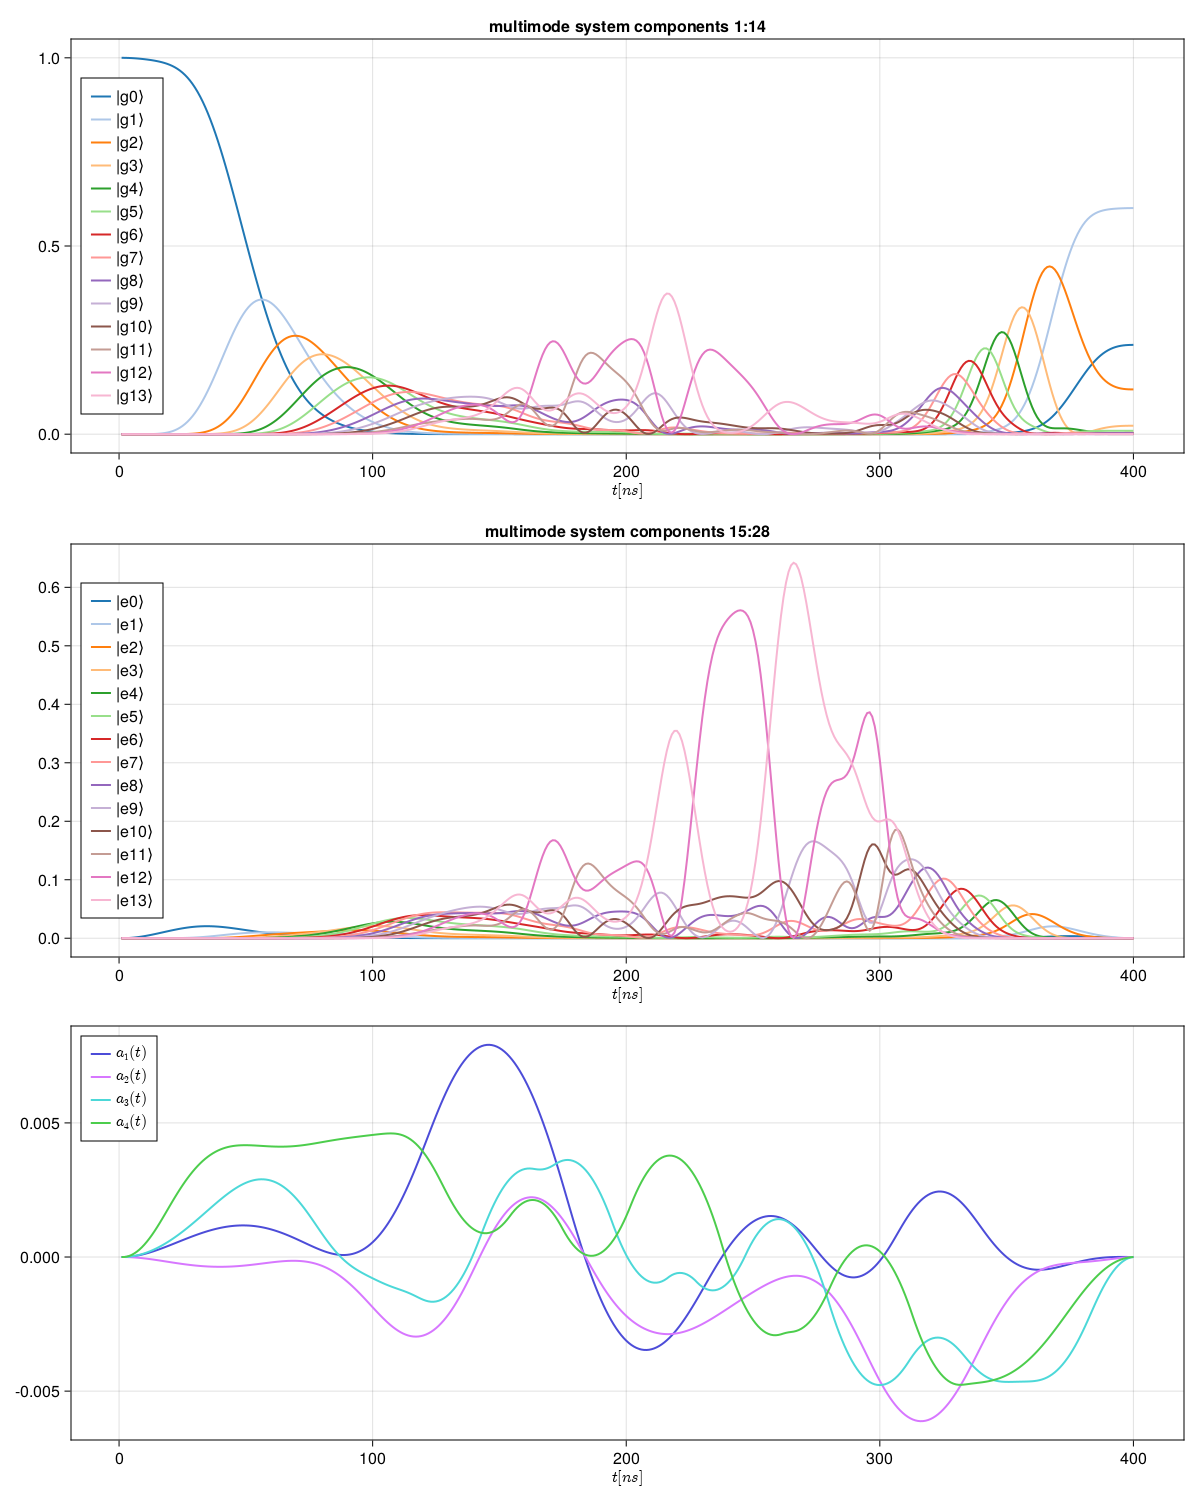 multimode system components 1:14
1.0
0.5
0.0
|g0⟩
|g1⟩
|g2⟩
|g3⟩
|g4⟩
|g5⟩
|g6⟩
|g7⟩
|g8⟩
|g9⟩
|g10⟩
|g11⟩
|g12⟩
|g13⟩
0 100 200 300 400
t[ns]
multimode system components 15:28
0.6
0.5
0.4
0.3
0.2
0.1
0.0
|e0⟩
|e1⟩
|e2⟩
|e3⟩
|e4⟩
|e5⟩
|e6⟩
|e7⟩
|e8⟩
|e9⟩
|e10⟩
|e11⟩
|e12⟩
|e13⟩
0 100 200 300 400
t[ns]
a₁(t)
a₂(t)
a₃(t)
a₄(t)
0.005
0.000
-0.005
0 100 200 300 400
t[ns]